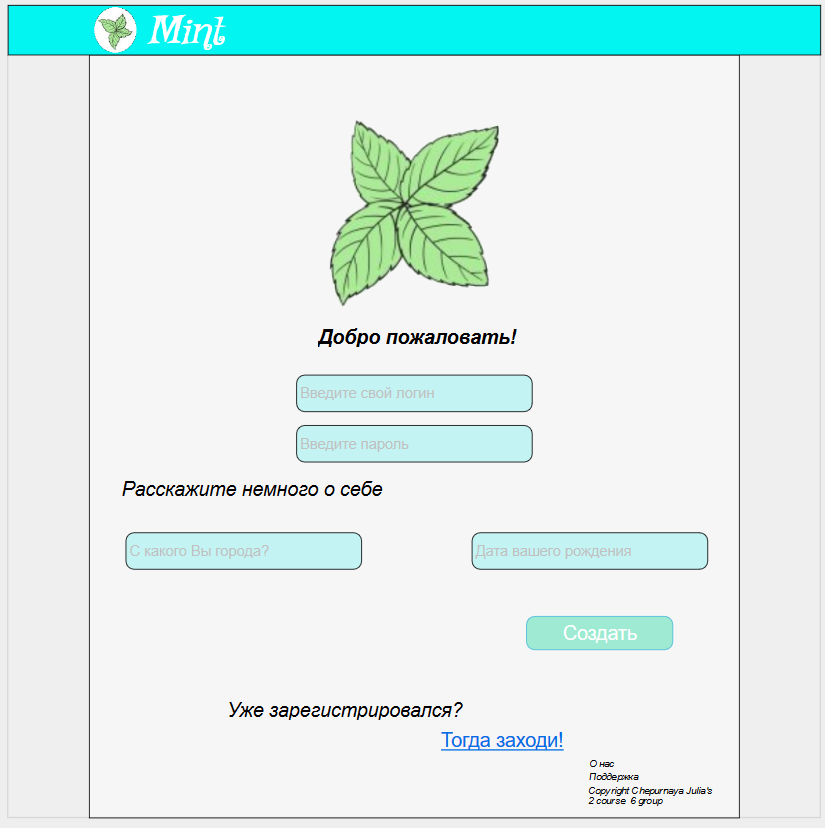 Mint
Добро пожаловать!
Введите свой логин
Введите пароль
Расскажите немного о себе
С какого Вы города?
Дата вашего рождения
Создать
Уже зарегистрировался?
Тогда заходи!
О нас
Поддержка
Copyright Chepurnaya Julia's
2 course 6 group